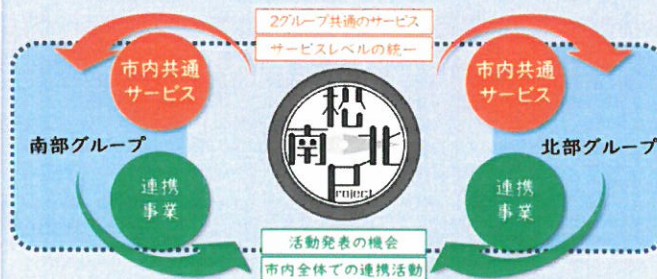 2グループ共通のサービス
サービスレベルの統一
市内共通
サービス
市内共通
サービス
南部グループ
松
南 北
戸
Project
北部グループ
連携
事業
連携
事業
活動発表の機会
市内全体での連携活動